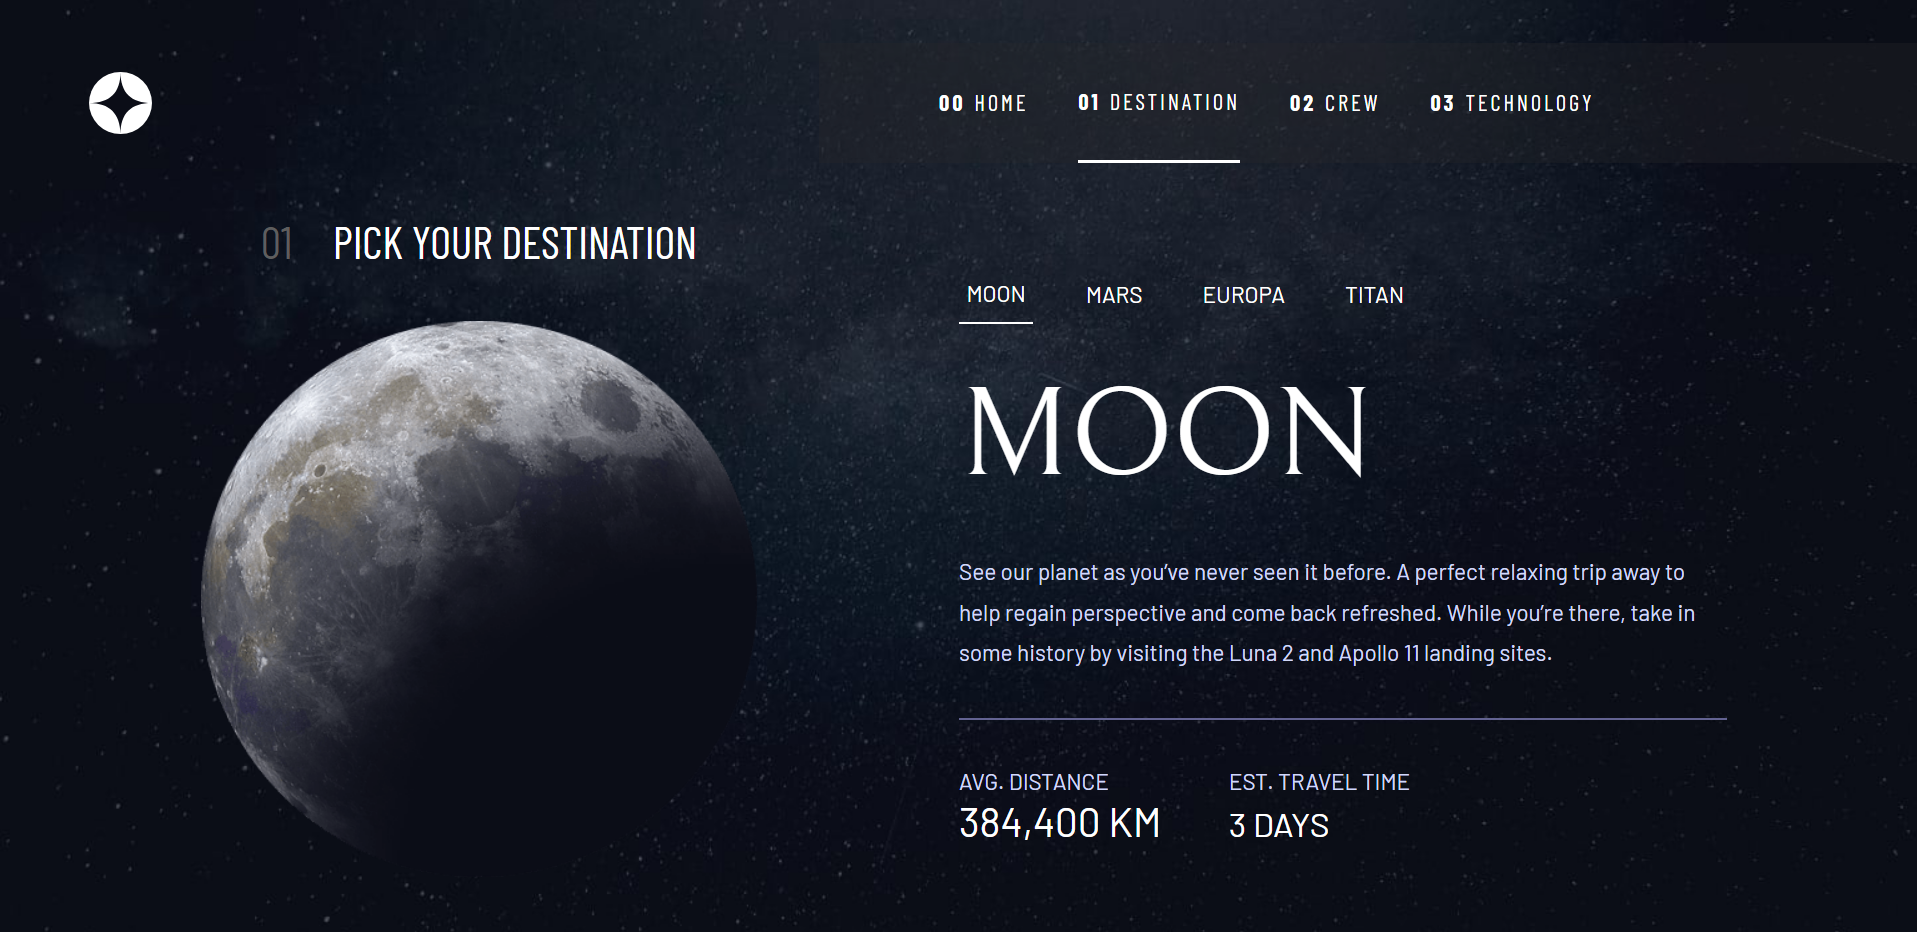 00 HOME 01 DESTINATION 02 CREW 03 TECHNOLOGY
01 PICK YOUR DESTINATION
MOON MARS EUROPA TITAN
MOON
See our planet as you’ve never seen it before. A perfect relaxing trip away to
help regain perspective and come back refreshed. While you’re there, take in
some history by visiting the Luna 2 and Apollo 11 landing sites.
AVG. DISTANCE
384,400 KM
EST. TRAVEL TIME
3 DAYS